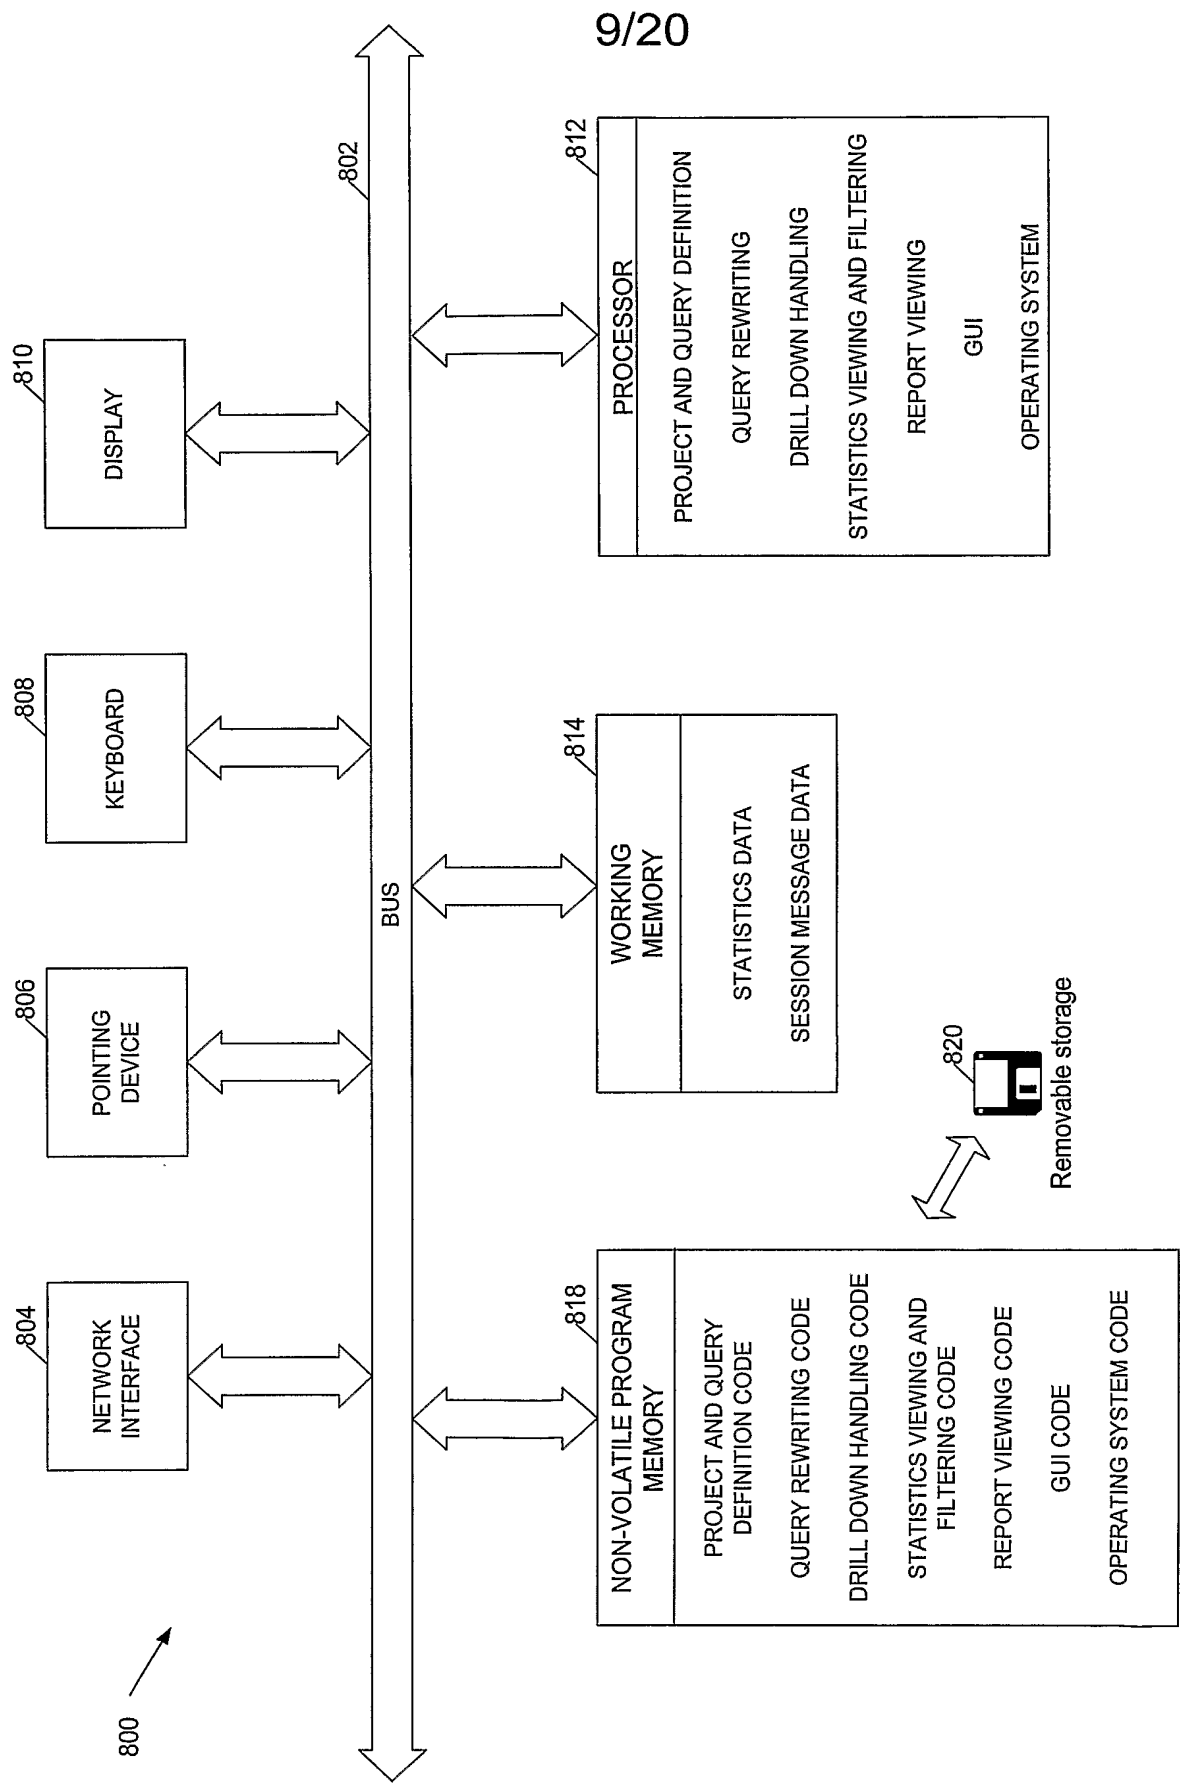 9/20
800
804
NETWORK
INTERFACE
806
POINTING
DEVICE
808
KEYBOARD
810
DISPLAY
802
BUS
818
NON-VOLATILE PROGRAM
MEMORY
PROJECT AND QUERY
DEFINITION CODE
QUERY REWRITING CODE
DRILL DOWN HANDLING CODE
STATISTICS VIEWING AND
FILTERING CODE
REPORT VIEWING CODE
GUI CODE
OPERATING SYSTEM CODE
820
Removable storage
814
WORKING
MEMORY
STATISTICS DATA
SESSION MESSAGE DATA
812
PROCESSOR
PROJECT AND QUERY DEFINITION
QUERY REWRITING
DRILL DOWN HANDLING
STATISTICS VIEWING AND FILTERING
REPORT VIEWING
GUI
OPERATING SYSTEM